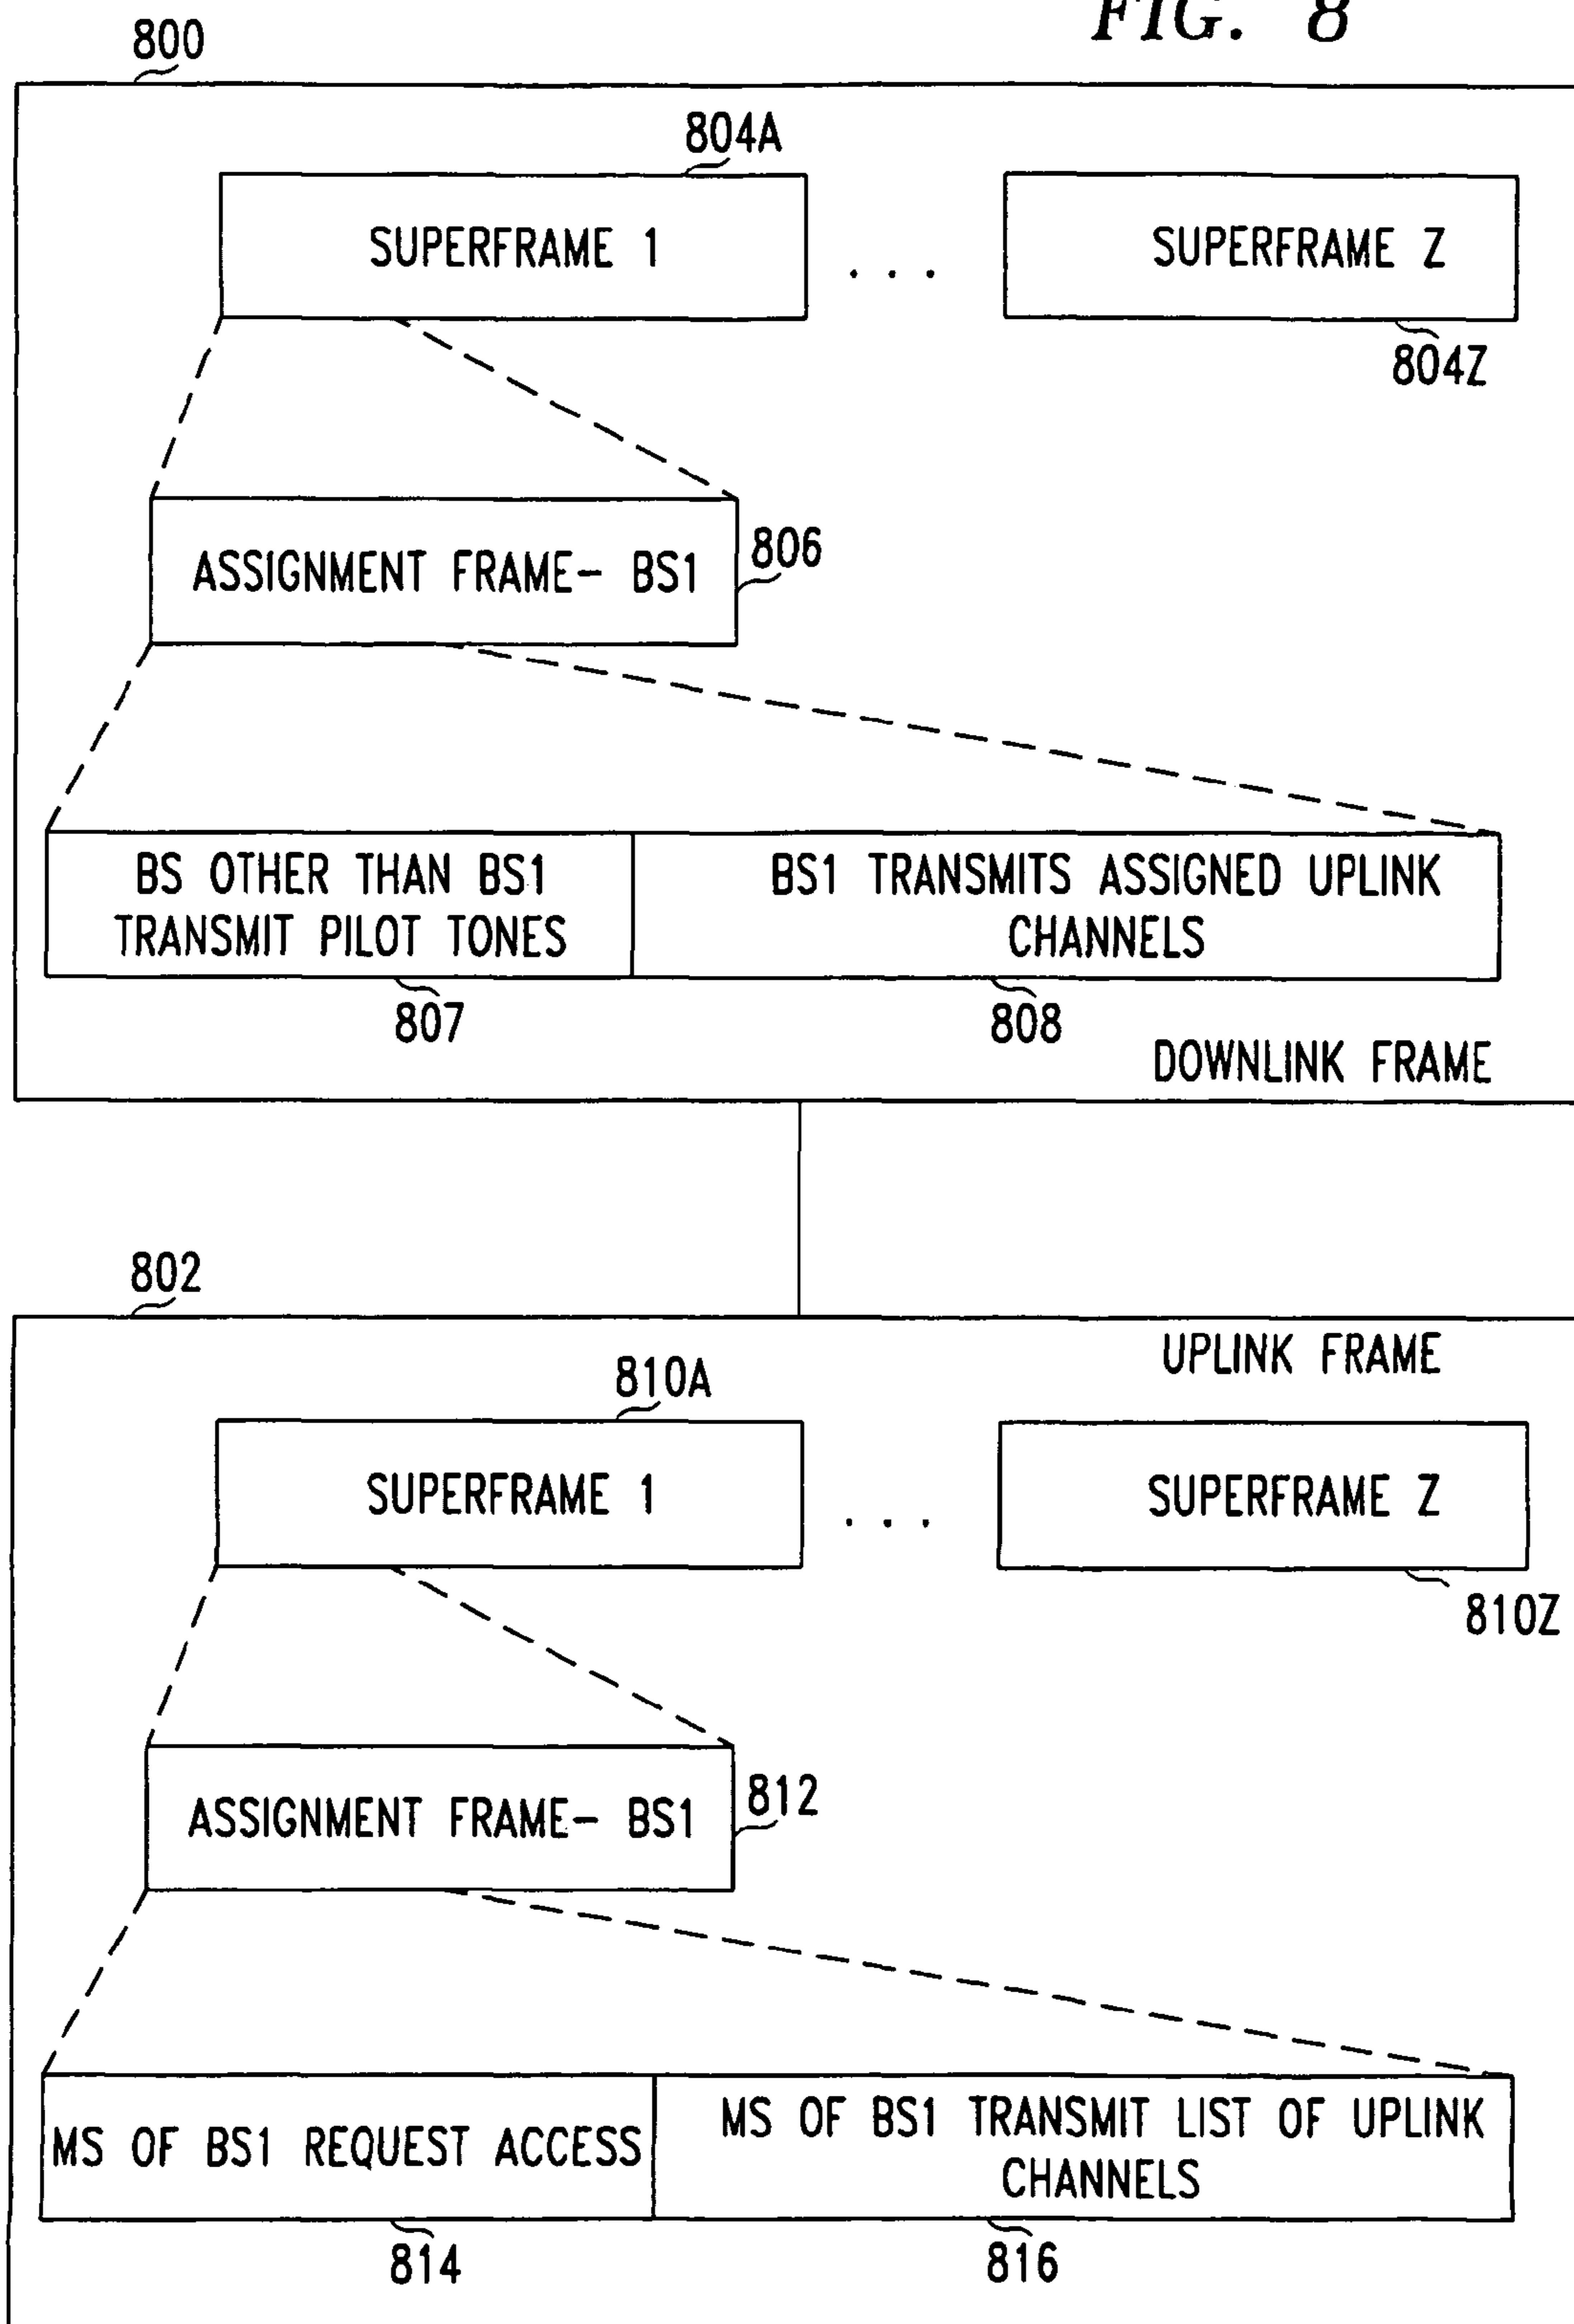 FIG. 8
800
804A
SUPERFRAME 1
. . .
SUPERFRAME Z
804Z
ASSIGNMENT FRAME- BS1
806
BS OTHER THAN BS1
TRANSMIT PILOT TONES
BS1 TRANSMITS ASSIGNED UPLINK
CHANNELS
807
808
DOWNLINK FRAME
802
UPLINK FRAME
810A
SUPERFRAME 1
. . .
SUPERFRAME Z
810Z
ASSIGNMENT FRAME- BS1
812
MS OF BS1 REQUEST ACCESS
MS OF BS1 TRANSMIT LIST OF UPLINK
CHANNELS
814
816